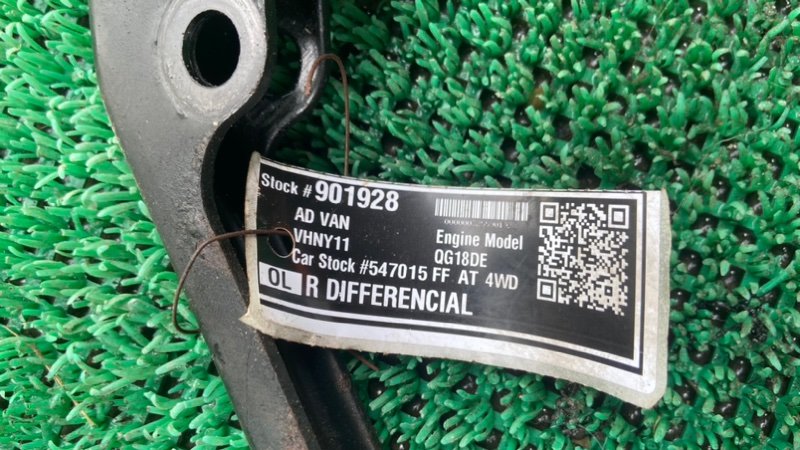 Stock # 901928
AD VAN
VHNY11
Engine Model
QG18DE
Car Stock #547015 FF AT 4WD
OL R DIFFERENCIAL